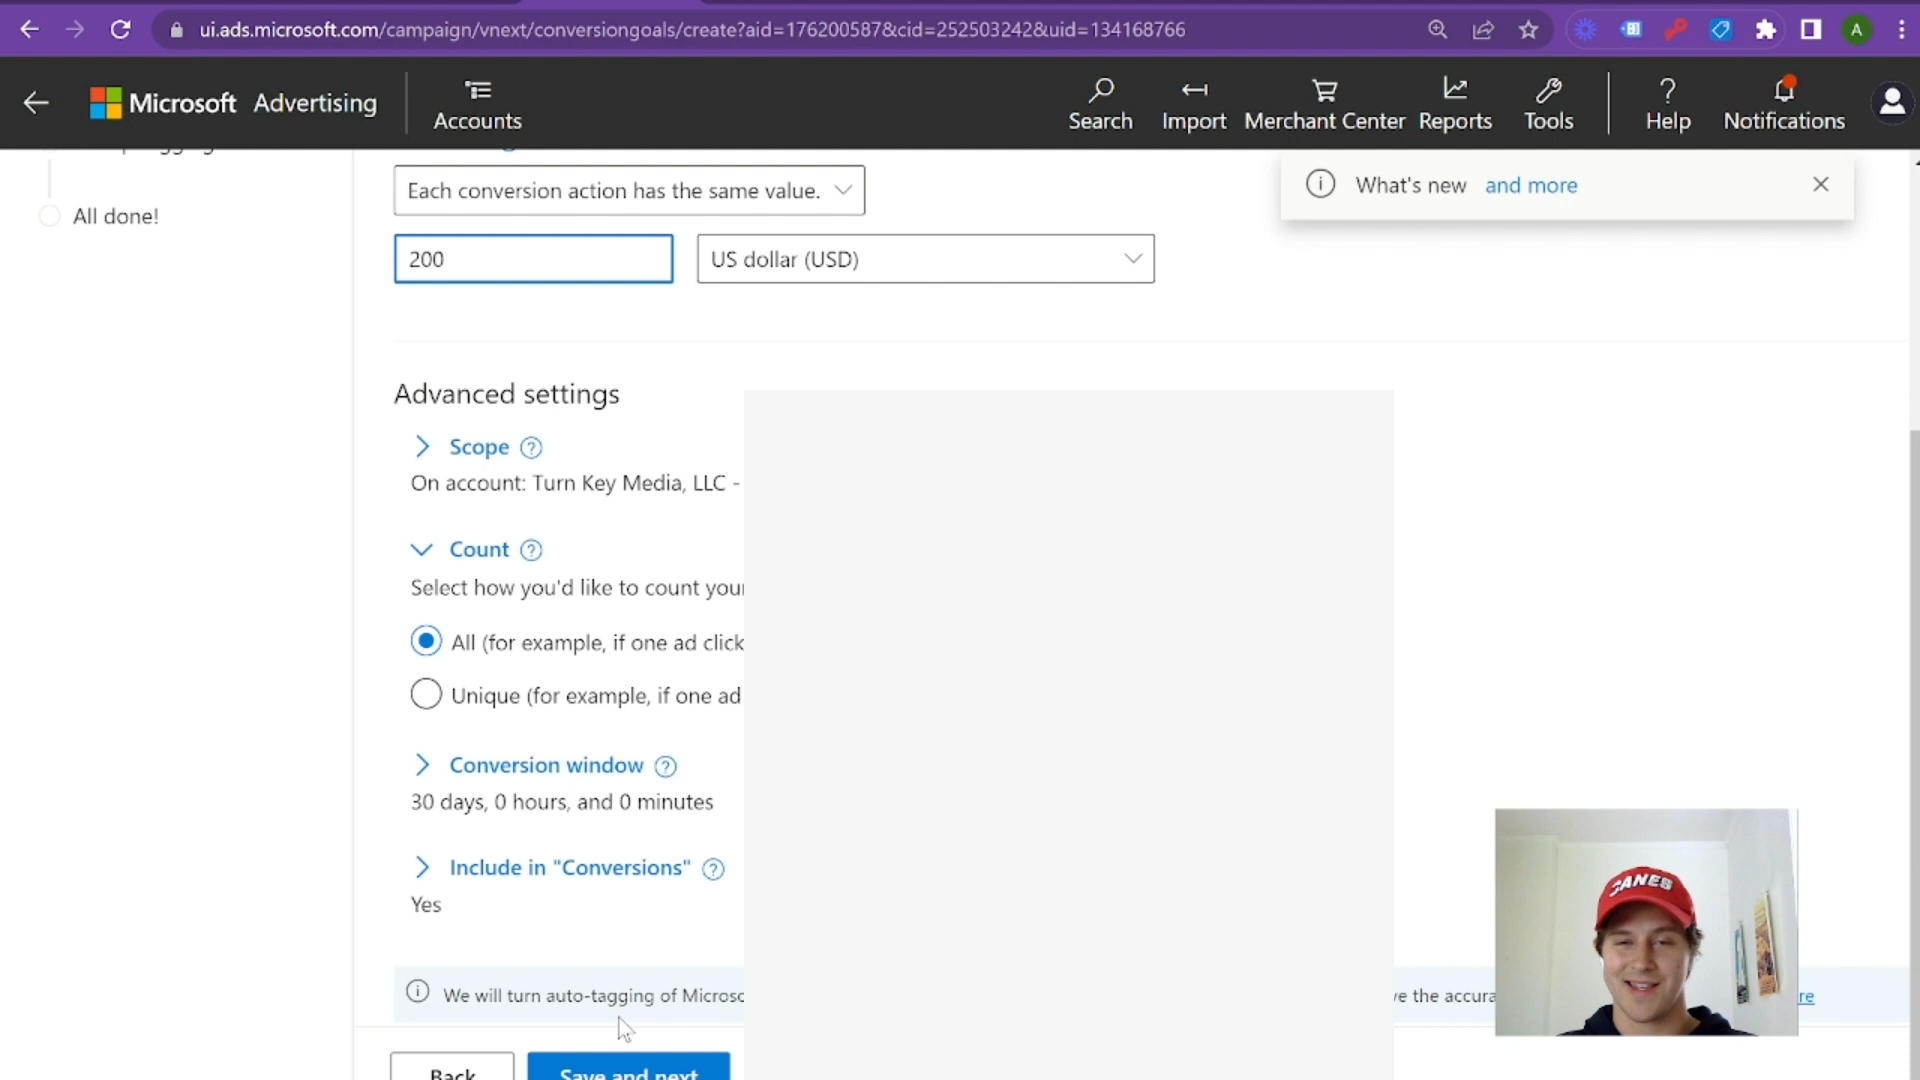 ui.ads.microsoft.com/campaign/vnext/conversiongoals/create?aid=176200587&cid=252503242&uid=134168766
A
Microsoft Advertising
Accounts
Search
Import
Merchant Center
Reports
Tools
Help
Notifications
All done!
Each conversion action has the same value.
What's new and more
200
US dollar (USD)
Advanced settings
Scope
On account: Turn Key Media, LLC -
Count
Select how you'd like to count your
All (for example, if one ad click
Unique (for example, if one ad
Conversion window
30 days, 0 hours, and 0 minutes
Include in "Conversions"
Yes
CANES
We will turn auto-tagging of Microso
the accura
re
Back
Save and next